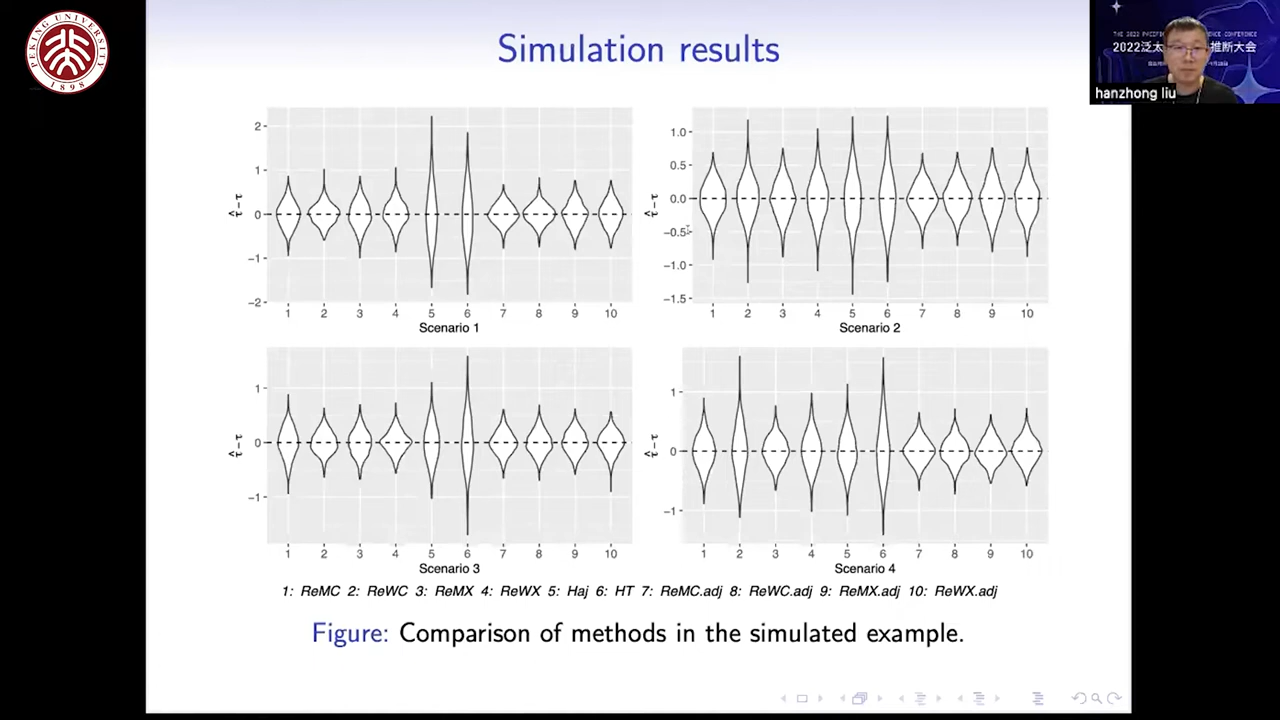 PEKING UNIVERSITY
1898
Simulation results
2022泛太
推断大会
hanzhong liu
2
1
0
−1
−2
τ̂−τ
1 2 3 4 5 6 7 8 9 10
Scenario 1
1.0
0.5
0.0
−0.5
−1.0
−1.5
τ̂−τ
1 2 3 4 5 6 7 8 9 10
Scenario 2
1
0
−1
τ̂−τ
1 2 3 4 5 6 7 8 9 10
Scenario 3
1
0
−1
τ̂−τ
1 2 3 4 5 6 7 8 9 10
Scenario 4
1: ReMC 2: ReWC 3: ReMX 4: ReWX 5: Haj 6: HT 7: ReMC.adj 8: ReWC.adj 9: ReMX.adj 10: ReWX.adj
Figure: Comparison of methods in the simulated example.